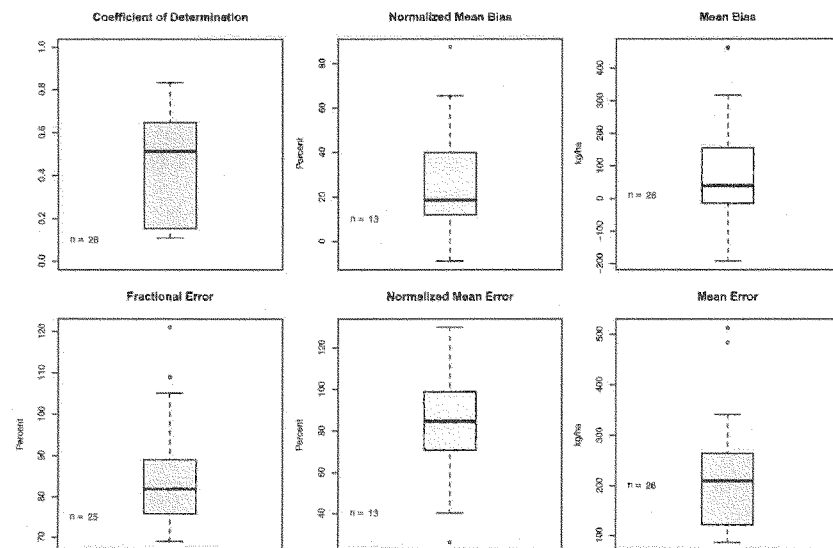 Coefficient of Determination
1.0
0.8
0.6
0.4
0.2
0.0
n = 26
Normalized Mean Bias
Percent
80
60
40
20
0
n = 13
Mean Bias
kg/ha
400
300
200
100
0
-100
-200
n = 26
Fractional Error
Percent
120
110
100
90
80
70
n = 25
Normalized Mean Error
Percent
120
100
80
60
40
n = 13
Mean Error
kg/ha
500
400
300
200
100
n = 26